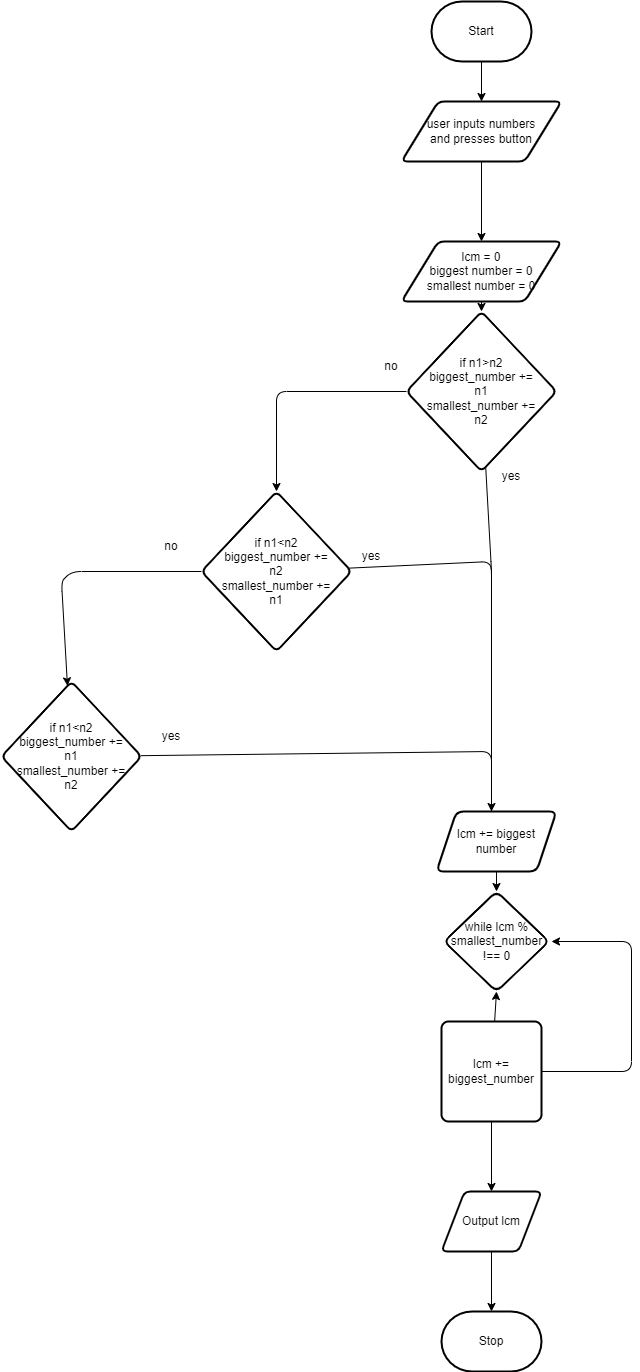 Start
user inputs numbers
and presses button
lcm = 0
biggest number = 0
smallest number = 0
if n1>n2
biggest_number +=
n1
smallest_number +=
n2
no
yes
if n1<n2
biggest_number +=
n2
smallest_number +=
n1
no
yes
if n1<n2
biggest_number +=
n1
smallest_number +=
n2
yes
lcm += biggest
number
while lcm %
smallest_number
!== 0
lcm +=
biggest_number
Output lcm
Stop